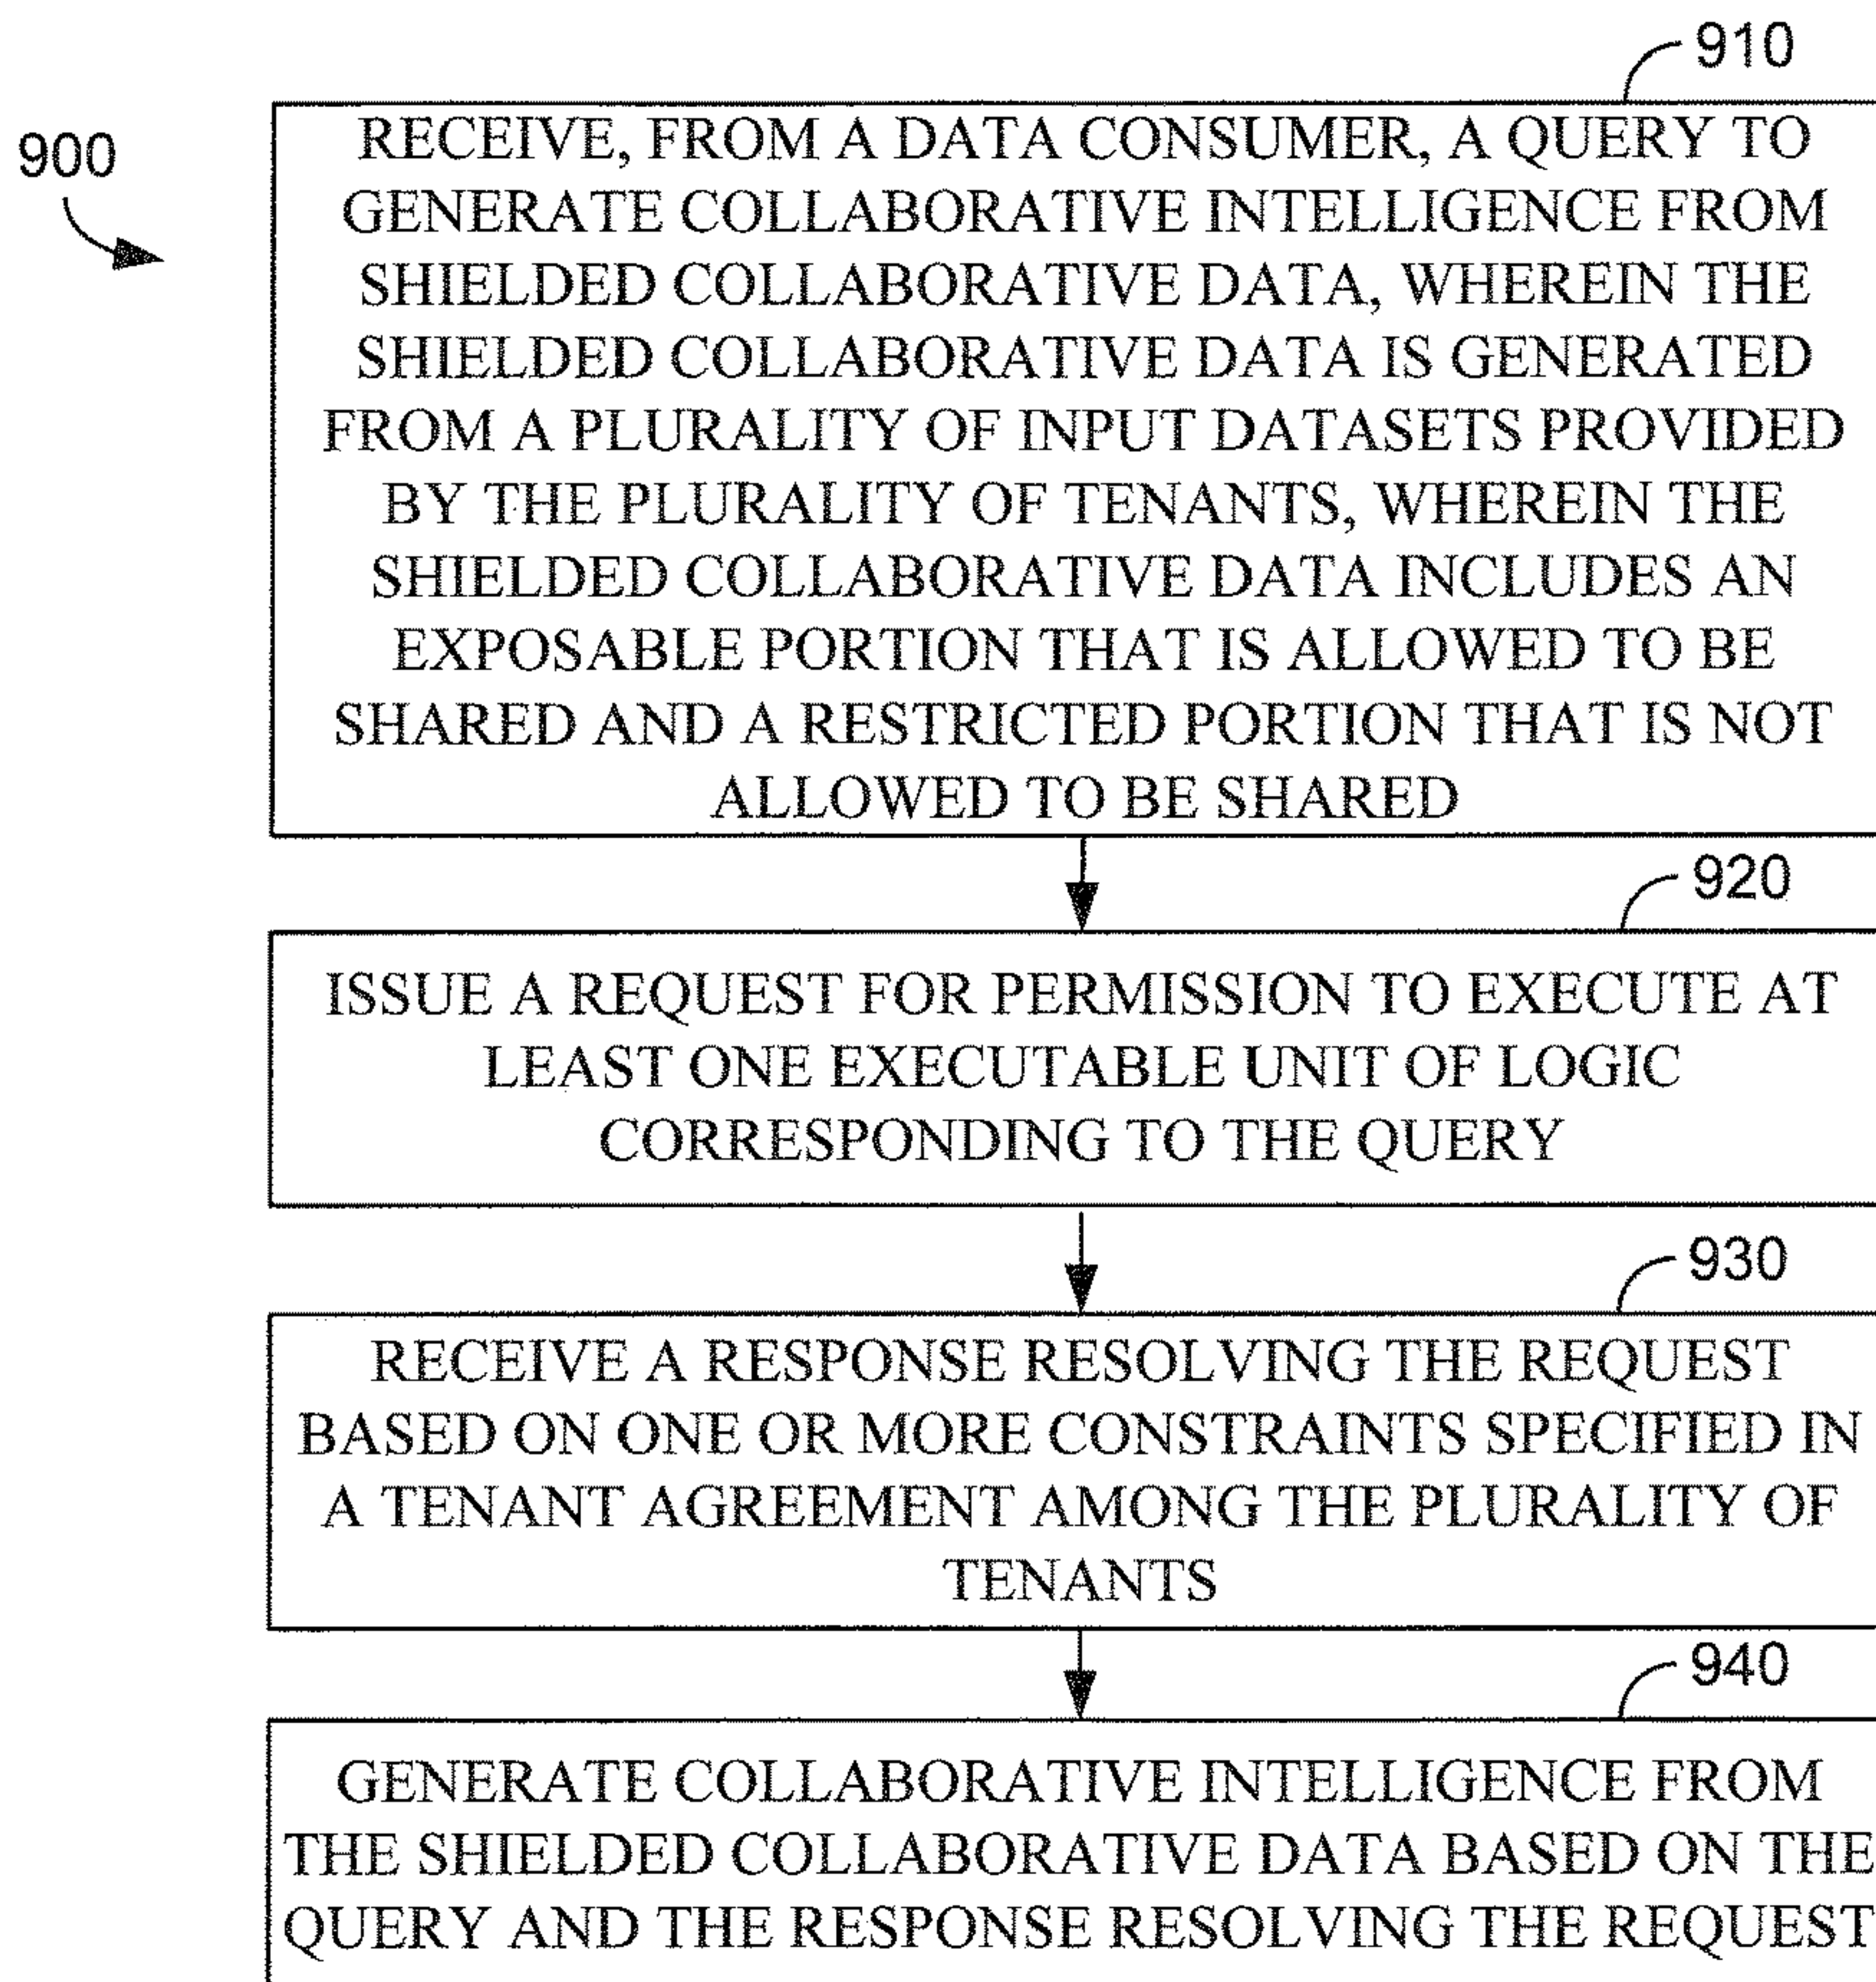 910
900
RECEIVE, FROM A DATA CONSUMER, A QUERY TO
GENERATE COLLABORATIVE INTELLIGENCE FROM
SHIELDED COLLABORATIVE DATA, WHEREIN THE
SHIELDED COLLABORATIVE DATA IS GENERATED
FROM A PLURALITY OF INPUT DATASETS PROVIDED
BY THE PLURALITY OF TENANTS, WHEREIN THE
SHIELDED COLLABORATIVE DATA INCLUDES AN
EXPOSABLE PORTION THAT IS ALLOWED TO BE
SHARED AND A RESTRICTED PORTION THAT IS NOT
ALLOWED TO BE SHARED
920
ISSUE A REQUEST FOR PERMISSION TO EXECUTE AT
LEAST ONE EXECUTABLE UNIT OF LOGIC
CORRESPONDING TO THE QUERY
930
RECEIVE A RESPONSE RESOLVING THE REQUEST
BASED ON ONE OR MORE CONSTRAINTS SPECIFIED IN
A TENANT AGREEMENT AMONG THE PLURALITY OF
TENANTS
940
GENERATE COLLABORATIVE INTELLIGENCE FROM
THE SHIELDED COLLABORATIVE DATA BASED ON THE
QUERY AND THE RESPONSE RESOLVING THE REQUEST